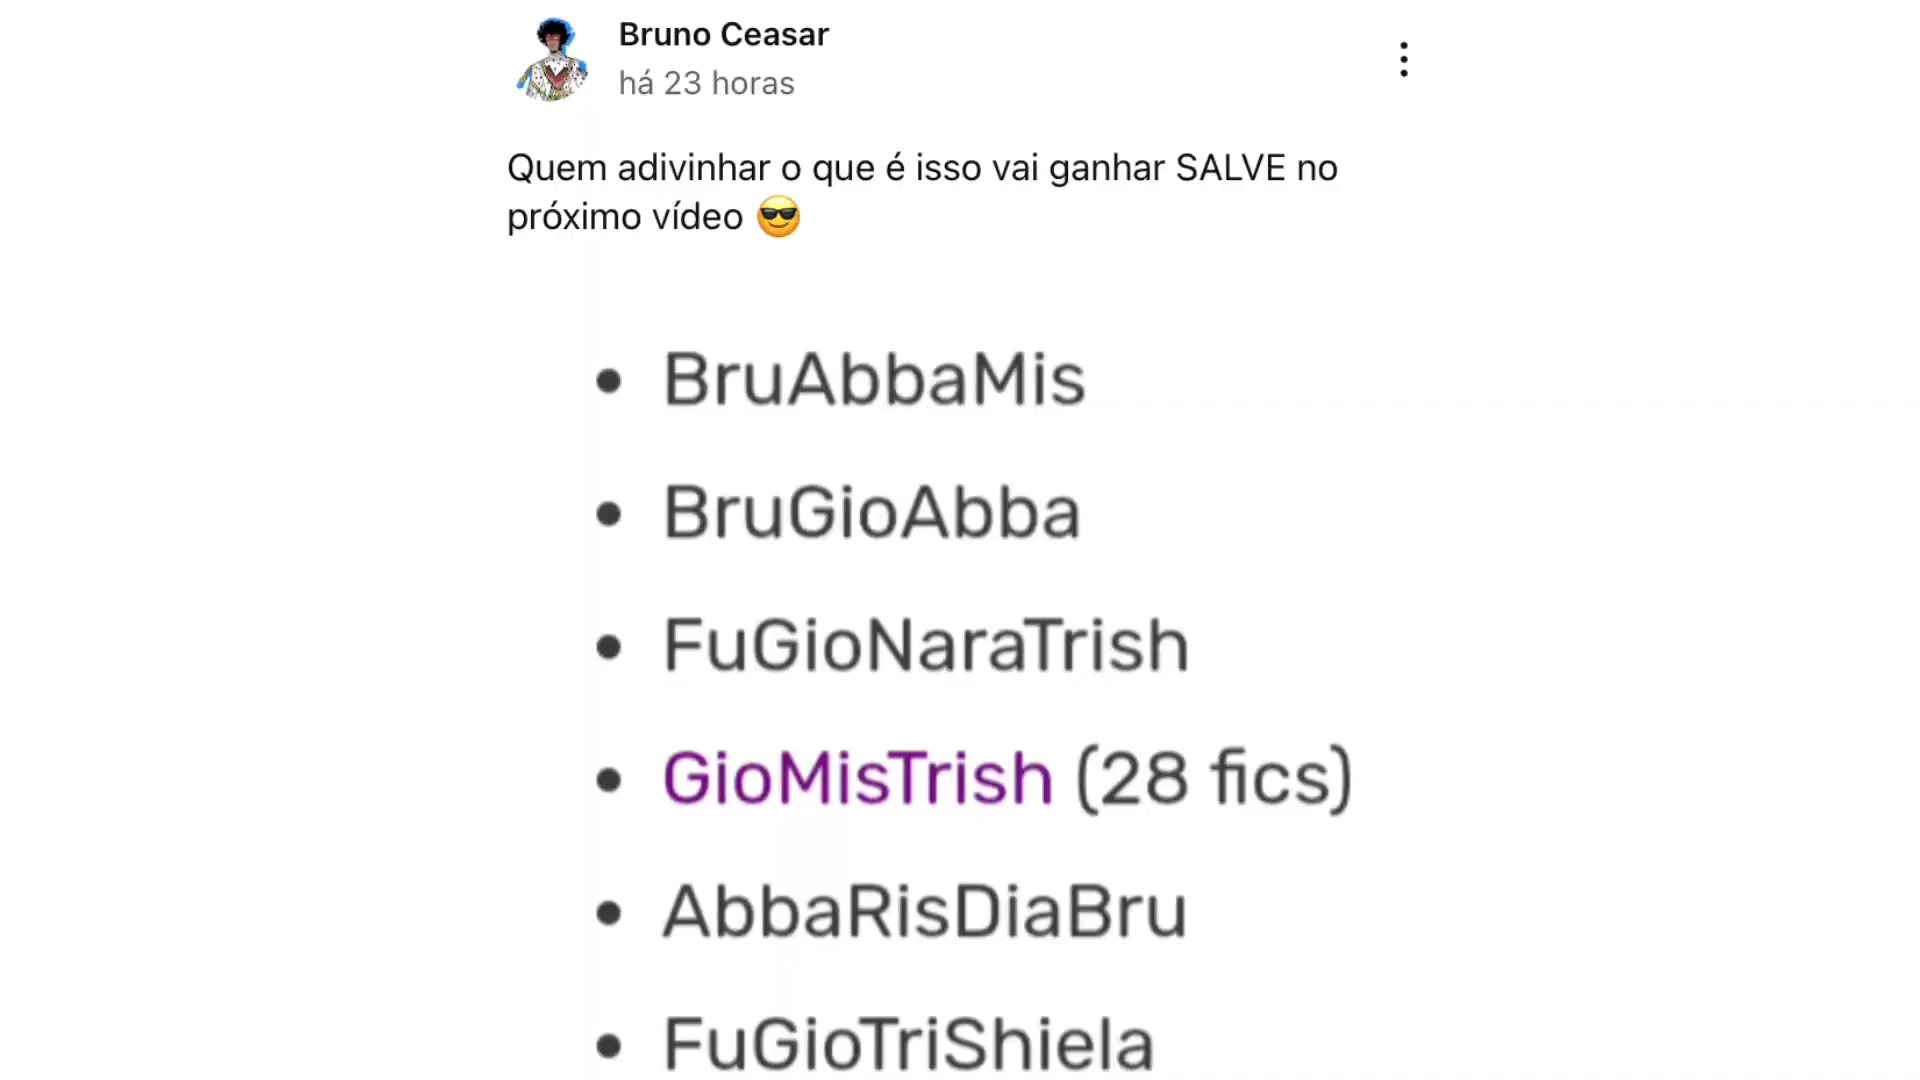 Bruno Ceasar
há 23 horas
Quem adivinhar o que é isso vai ganhar SALVE no
próximo vídeo 😎
• BruAbbaMis
• BruGioAbba
• FuGioNaraTrish
• GioMisTrish (28 fics)
• AbbaRisDiaBru
• FuGioTriShiela